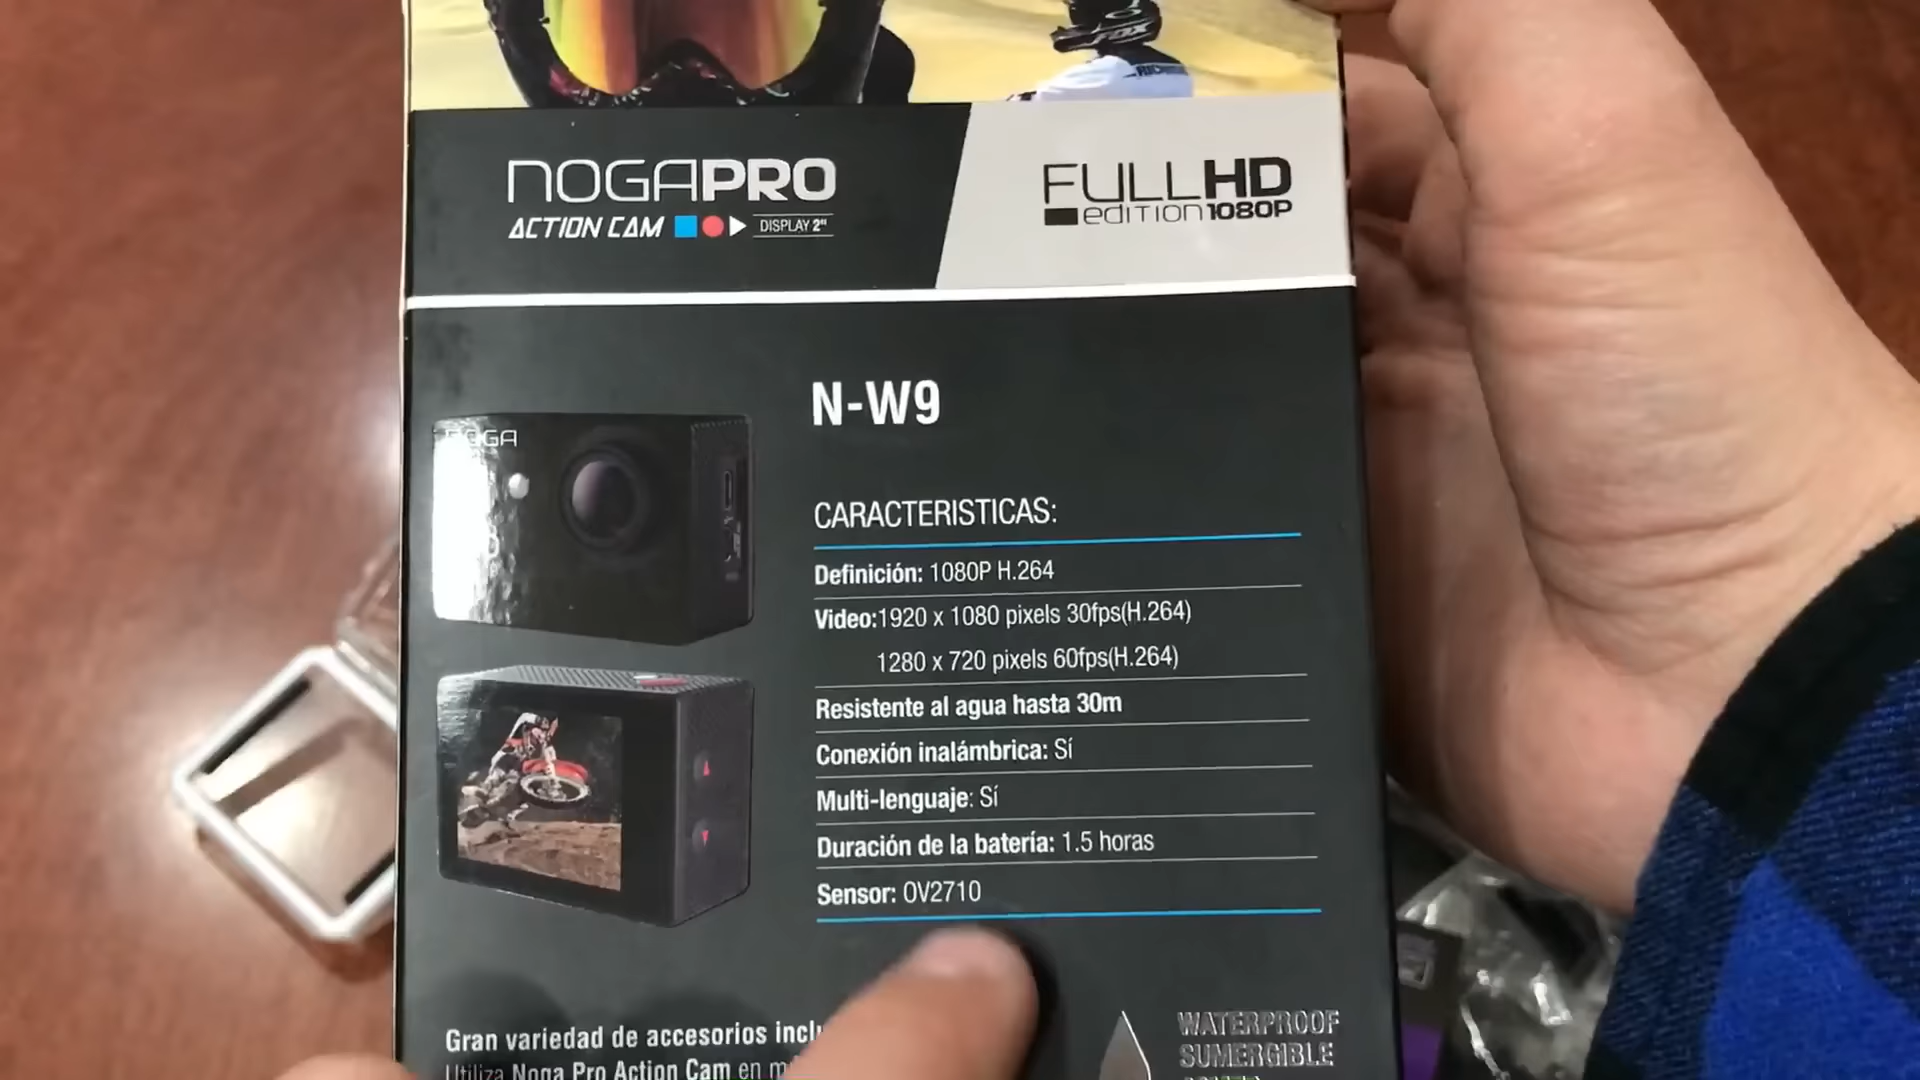 FOX
NOGAPRO
ACTION CAM DISPLAY 2"
FULLHD
edition 1080P
N-W9
NOGA
CARACTERISTICAS:
Definición: 1080P H.264
Video:1920 x 1080 pixels 30fps(H.264)
1280 x 720 pixels 60fps(H.264)
Resistente al agua hasta 30m
Conexión inalámbrica: Sí
Multi-lenguaje: Sí
Duración de la batería: 1.5 horas
Sensor: OV2710
Gran variedad de accesorios
Utiliza Noga Pro Action Cam en
WATERPROOF
SUMERGIBLE